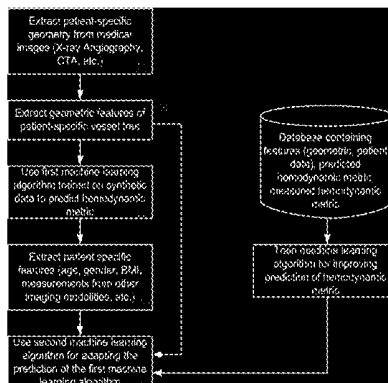 Extract patient-specific
geometry from medical
images (X-ray Angiography,
CTA, etc.)
Extract geometric features of
patient-specific vessel tree
Use first machine learning
algorithm trained on synthetic
data to predict hemodynamic
metric
Extract patient specific
features (age, gender, BMI,
measurements from other
imaging modalities, etc.)
Use second machine learning
algorithm for adapting the
prediction of the first machine
learning algorithm
Database containing
features (geometric, patient
data), predicted
hemodynamic metric,
measured hemodynamic
metric
machine learning
algorithm for improving
prediction of hemodynamic
metric